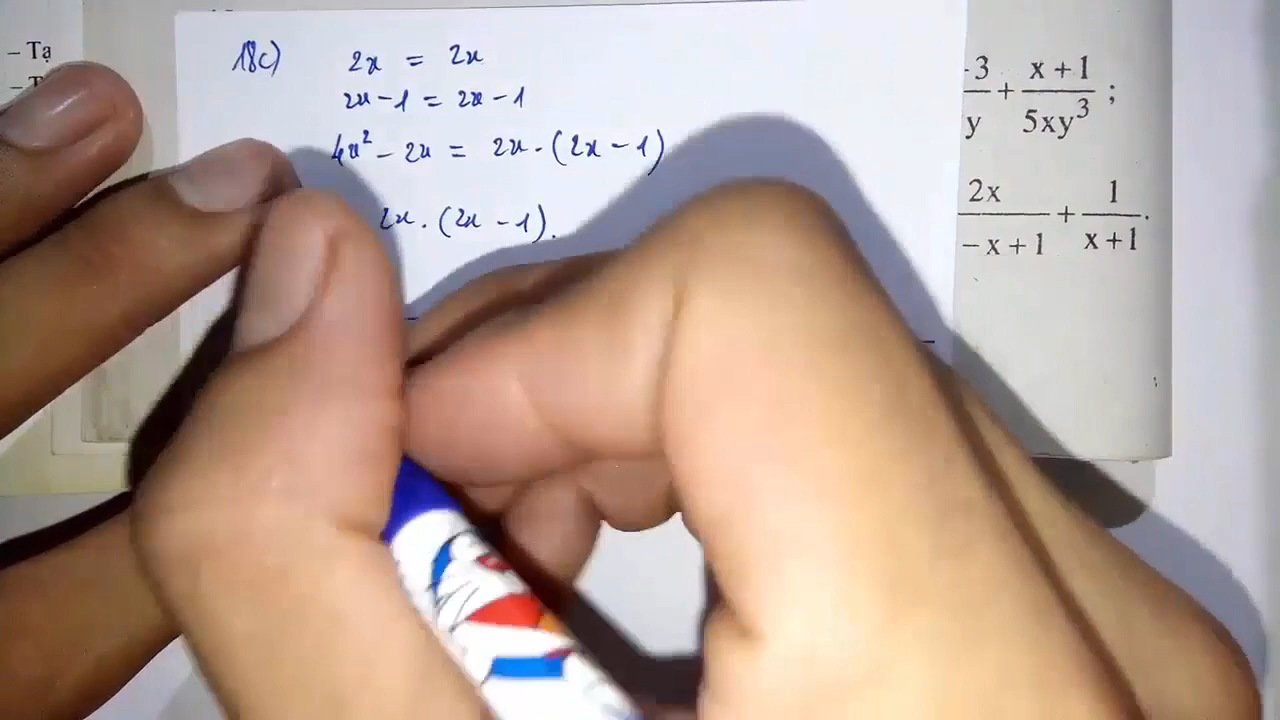 – Tạ
18c) 2x = 2x
2x – 1 = 2x – 1
4x² – 2x = 2x . (2x – 1)
2x . (2x – 1).
-3/y + (x + 1)/(5xy³) ;
2x/(– x + 1) + 1/(x + 1).